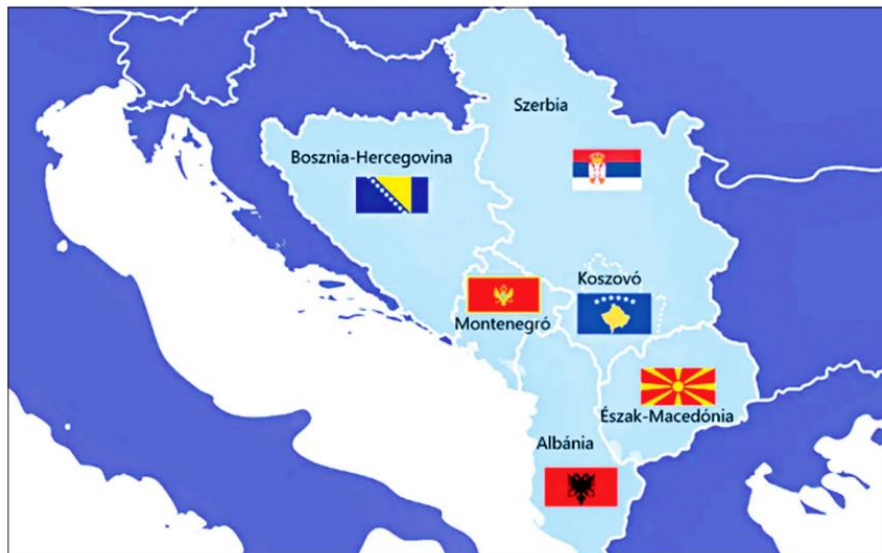 Szerbia
Bosznia-Hercegovina
Koszovó
Montenegró
Észak-Macedónia
Albánia